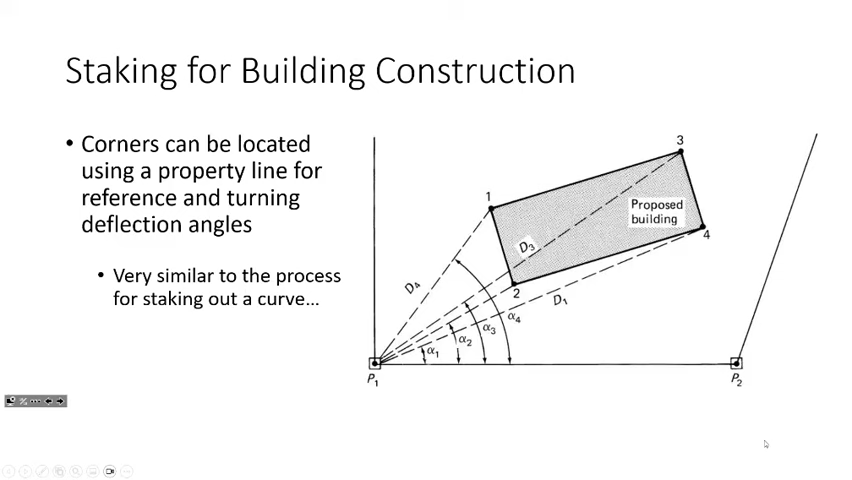 Staking for Building Construction
• Corners can be located
using a property line for
reference and turning
deflection angles
• Very similar to the process
for staking out a curve…
3
1
Proposed
building
D₃
4
D₄
2
D₁
α₄
α₃
α₂
α₁
P₁
P₂